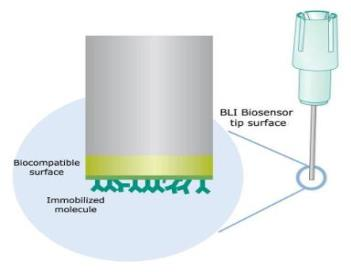 BLI Biosensor
tip surface
Biocompatible
surface
Immobilized
molecule